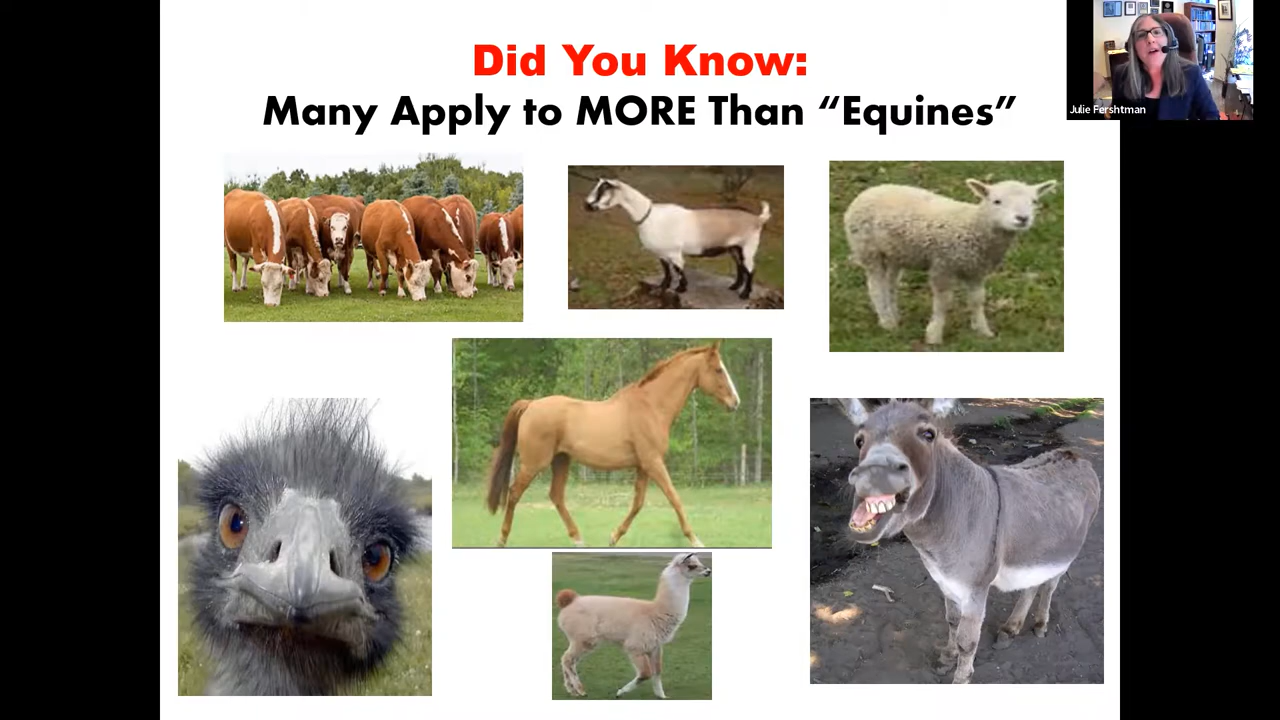 Did You Know:
Many Apply to MORE Than “Equines”
Julie Fershtman